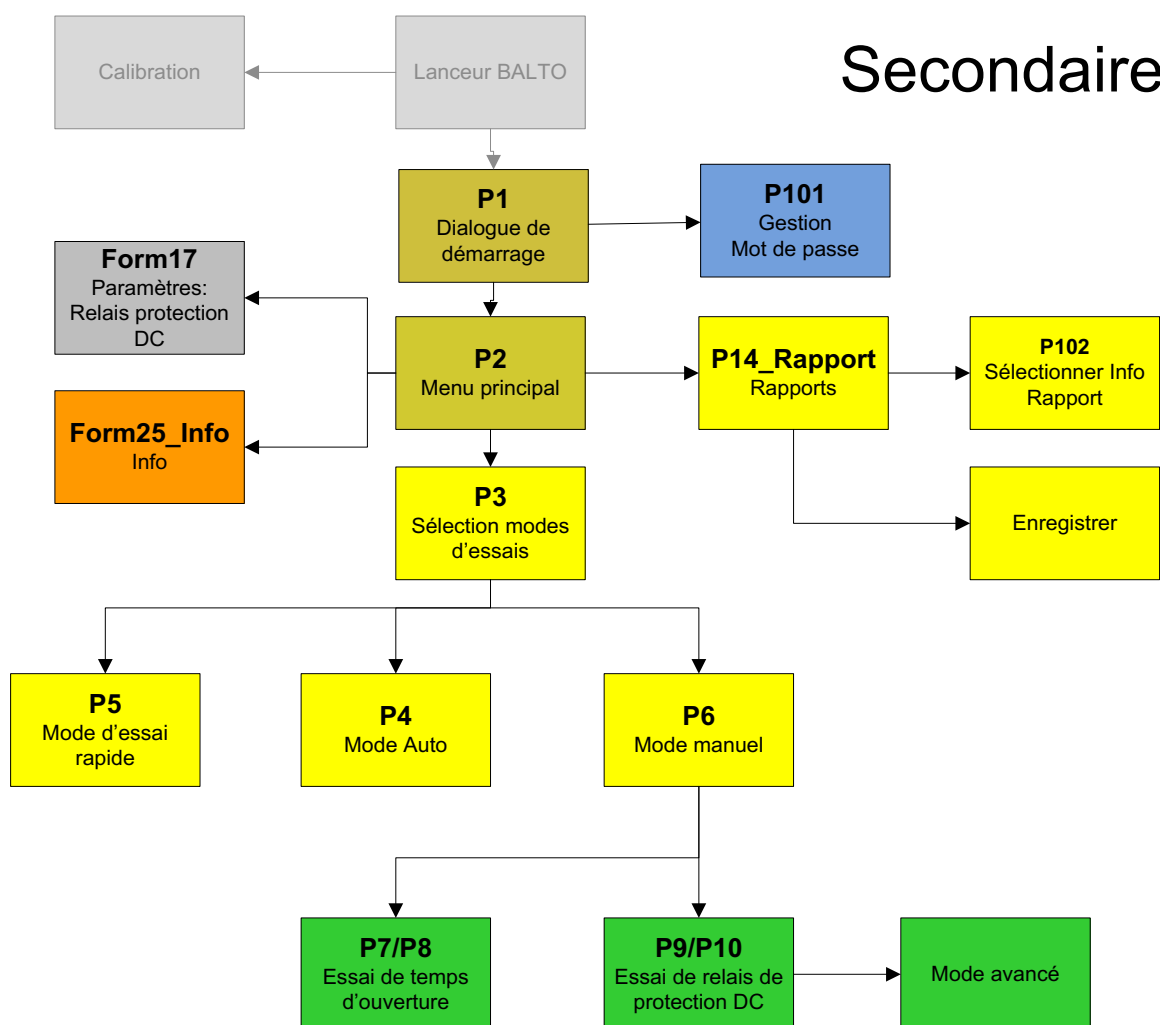 Calibration
Lanceur BALTO
Secondaire
P1
Dialogue de
démarrage
P101
Gestion
Mot de passe
Form17
Paramètres:
Relais protection
DC
P2
Menu principal
P14_Rapport
Rapports
P102
Sélectionner Info
Rapport
Form25_Info
Info
P3
Sélection modes
d’essais
Enregistrer
P5
Mode d’essai
rapide
P4
Mode Auto
P6
Mode manuel
P7/P8
Essai de temps
d’ouverture
P9/P10
Essai de relais de
protection DC
Mode avancé